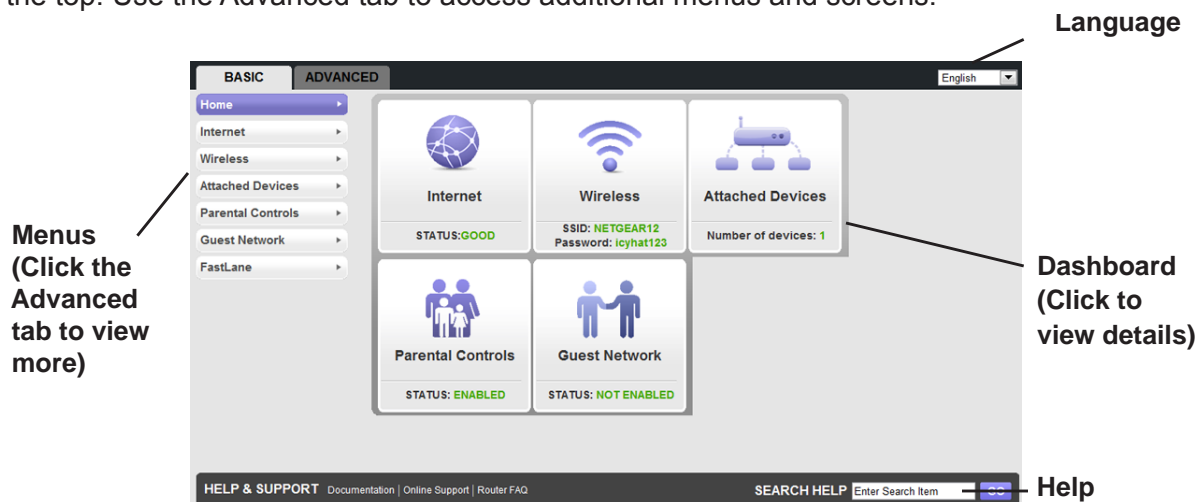 the top. Use the Advanced tab to access additional menus and screens.
Language
BASIC
ADVANCED
English
Home
Internet
Wireless
Attached Devices
Parental Controls
Guest Network
FastLane
Internet
STATUS:GOOD
Wireless
SSID: NETGEAR12
Password: icyhat123
Attached Devices
Number of devices: 1
Parental Controls
STATUS: ENABLED
Guest Network
STATUS: NOT ENABLED
Menus
(Click the
Advanced
tab to view
more)
Dashboard
(Click to
view details)
HELP & SUPPORT Documentation | Online Support | Router FAQ
SEARCH HELP Enter Search Item GO
Help